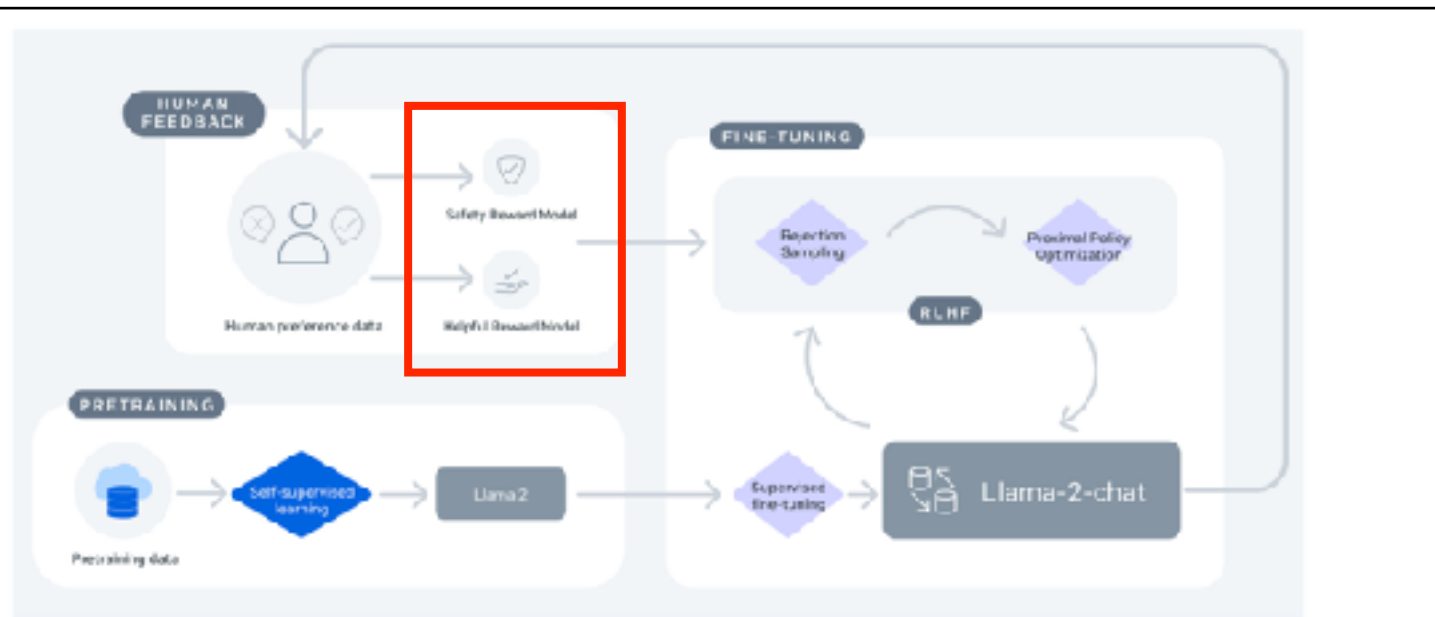 HUMAN
FEEDBACK
FINE-TUNING
Safety Reward Model
Rejection
Sampling
Proximal Policy
Optimization
RLHF
Human preference data
Helpful Reward Model
PRETRAINING
Self-supervised
learning
Llama 2
Supervised
fine-tuning
Llama-2-chat
Pretraining data